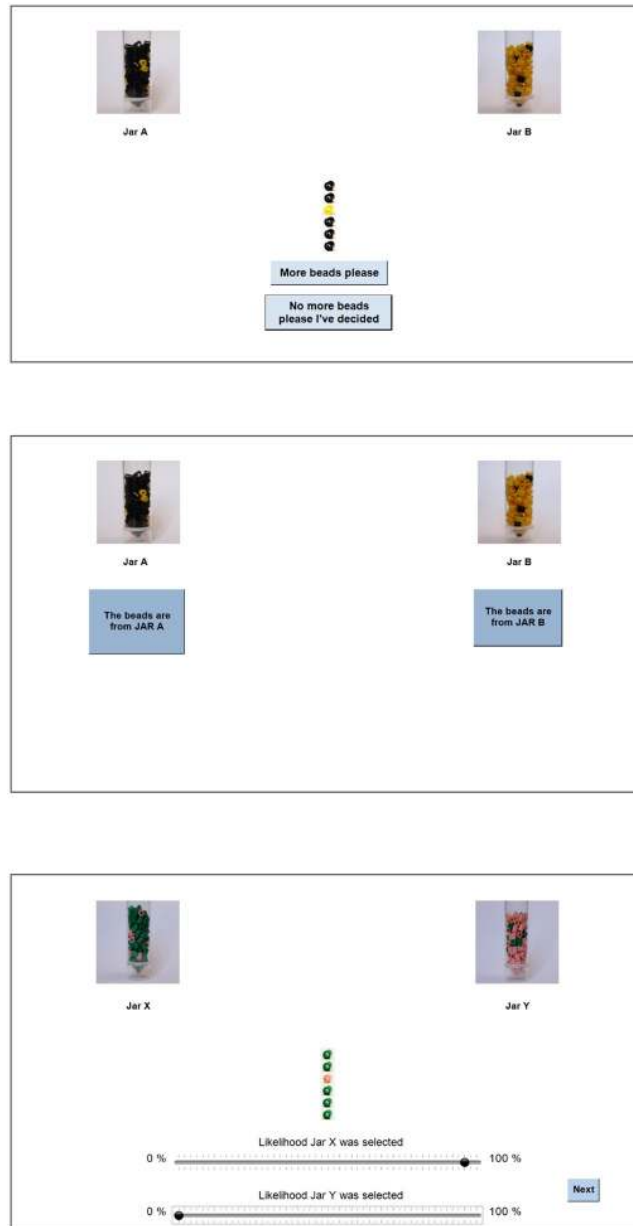 Jar A
Jar B
More beads please
No more beads
please I've decided
Jar A
Jar B
The beads are
from JAR A
The beads are
from JAR B
Jar X
Jar Y
Likelihood Jar X was selected
0 %
100 %
Next
Likelihood Jar Y was selected
0 %
100 %